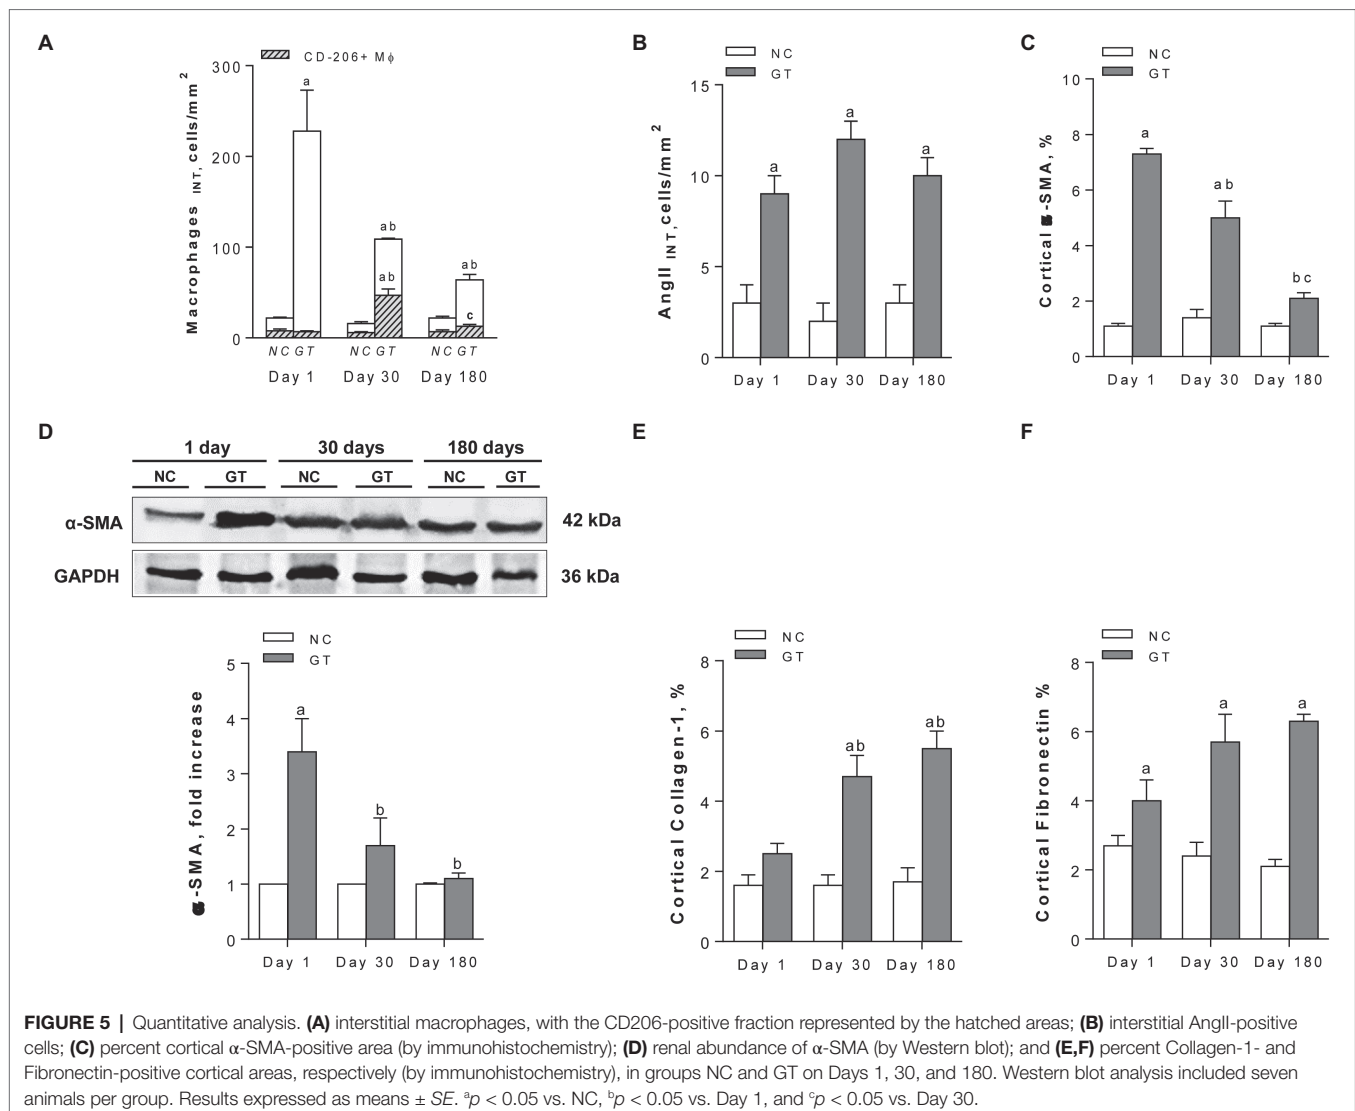 A
CD-206+ Mϕ
Macrophages INT, cells/mm2
300
200
100
0
a
ab
ab
ab
c
NC GT NC GT NC GT
Day 1 Day 30 Day 180
B
NC
GT
AngII INT, cells/mm2
15
10
5
0
a
a
a
Day 1 Day 30 Day 180
C
NC
GT
Cortical α-SMA, %
10
8
6
4
2
0
a
ab
bc
Day 1 Day 30 Day 180
D
1 day 30 days 180 days
NC GT NC GT NC GT
α-SMA 42 kDa
GAPDH 36 kDa
NC
GT
α-SMA, fold increase
5
4
3
2
1
0
a
b
b
Day 1 Day 30 Day 180
E
NC
GT
Cortical Collagen-1, %
8
6
4
2
0
ab
ab
Day 1 Day 30 Day 180
F
NC
GT
Cortical Fibronectin %
8
6
4
2
0
a
a
a
Day 1 Day 30 Day 180
FIGURE 5 | Quantitative analysis. (A) interstitial macrophages, with the CD206-positive fraction represented by the hatched areas; (B) interstitial AngII-positive
cells; (C) percent cortical α-SMA-positive area (by immunohistochemistry); (D) renal abundance of α-SMA (by Western blot); and (E,F) percent Collagen-1- and
Fibronectin-positive cortical areas, respectively (by immunohistochemistry), in groups NC and GT on Days 1, 30, and 180. Western blot analysis included seven
animals per group. Results expressed as means ± SE. ap < 0.05 vs. NC, bp < 0.05 vs. Day 1, and cp < 0.05 vs. Day 30.